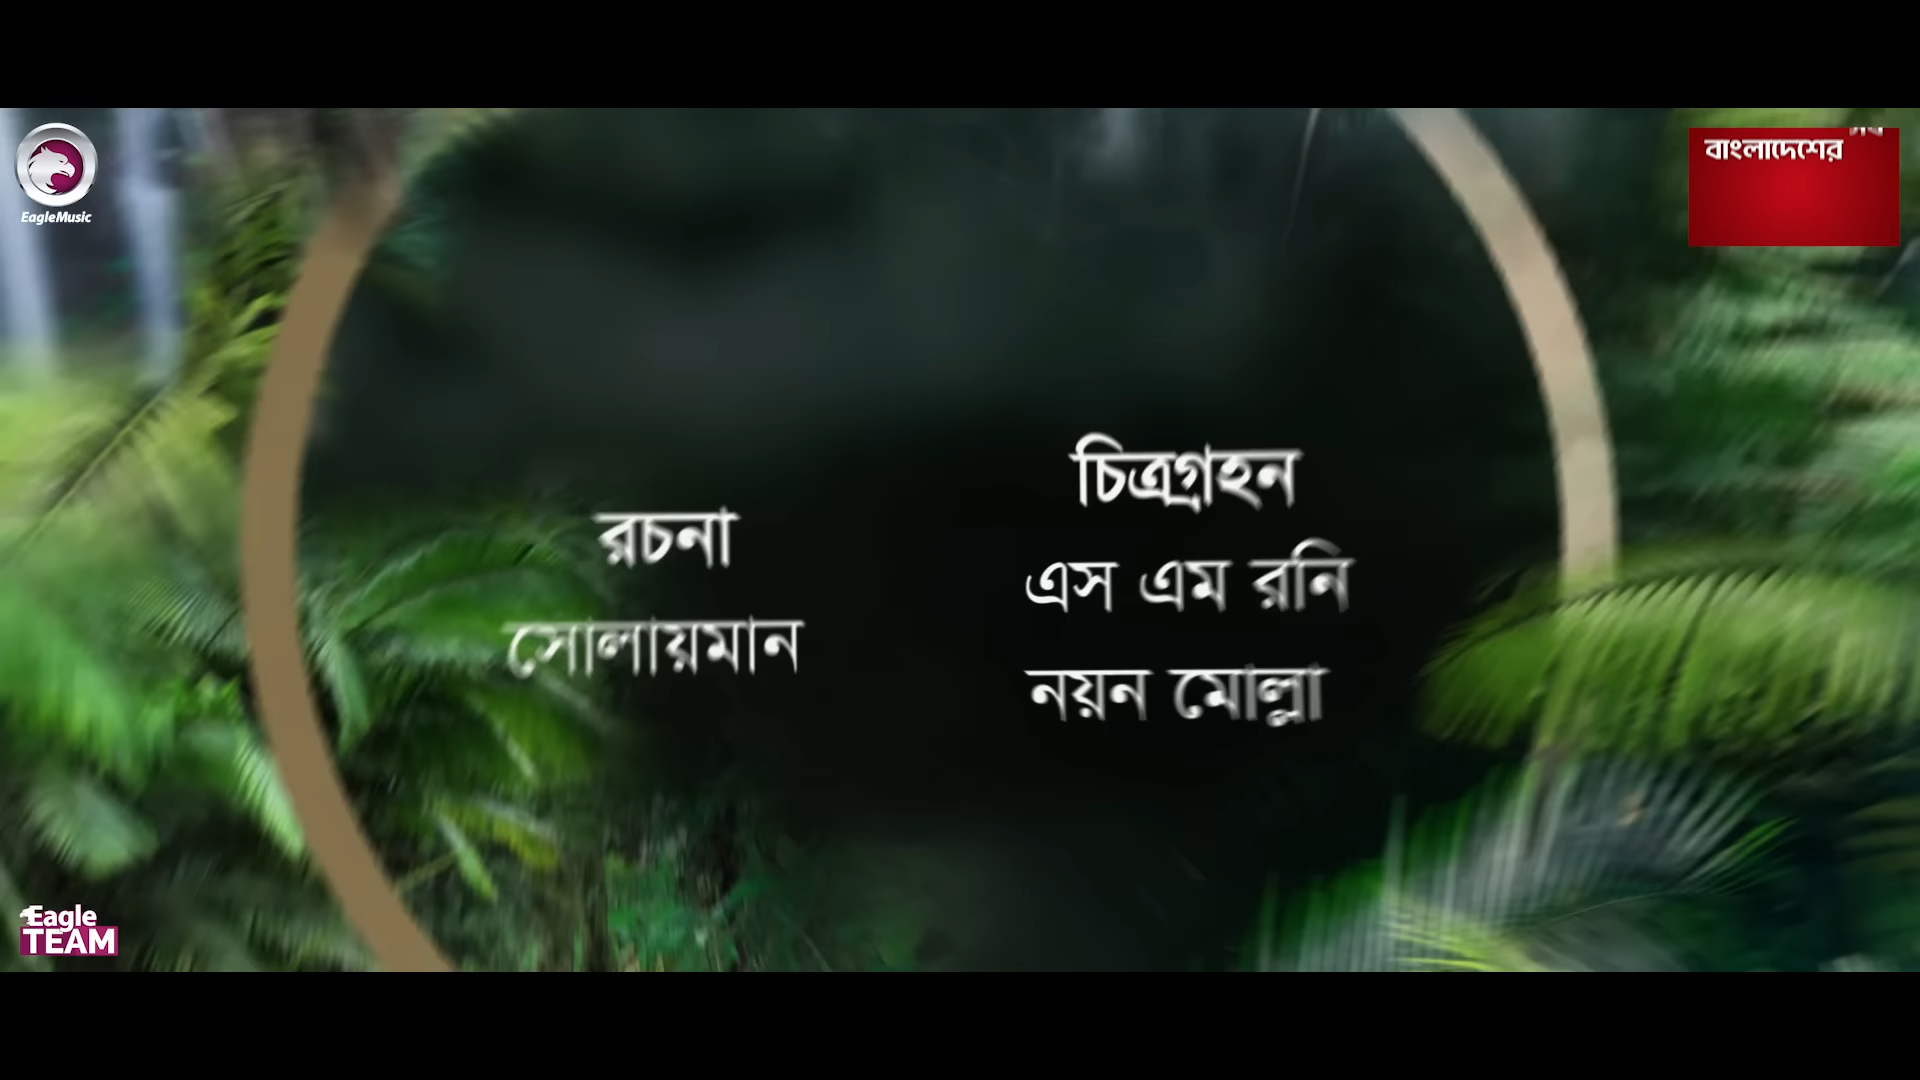 EagleMusic
বাংলাদেশের
রচনা
সোলায়মান
চিত্রগ্রহন
এস এম রনি
নয়ন মোল্লা
Eagle
TEAM